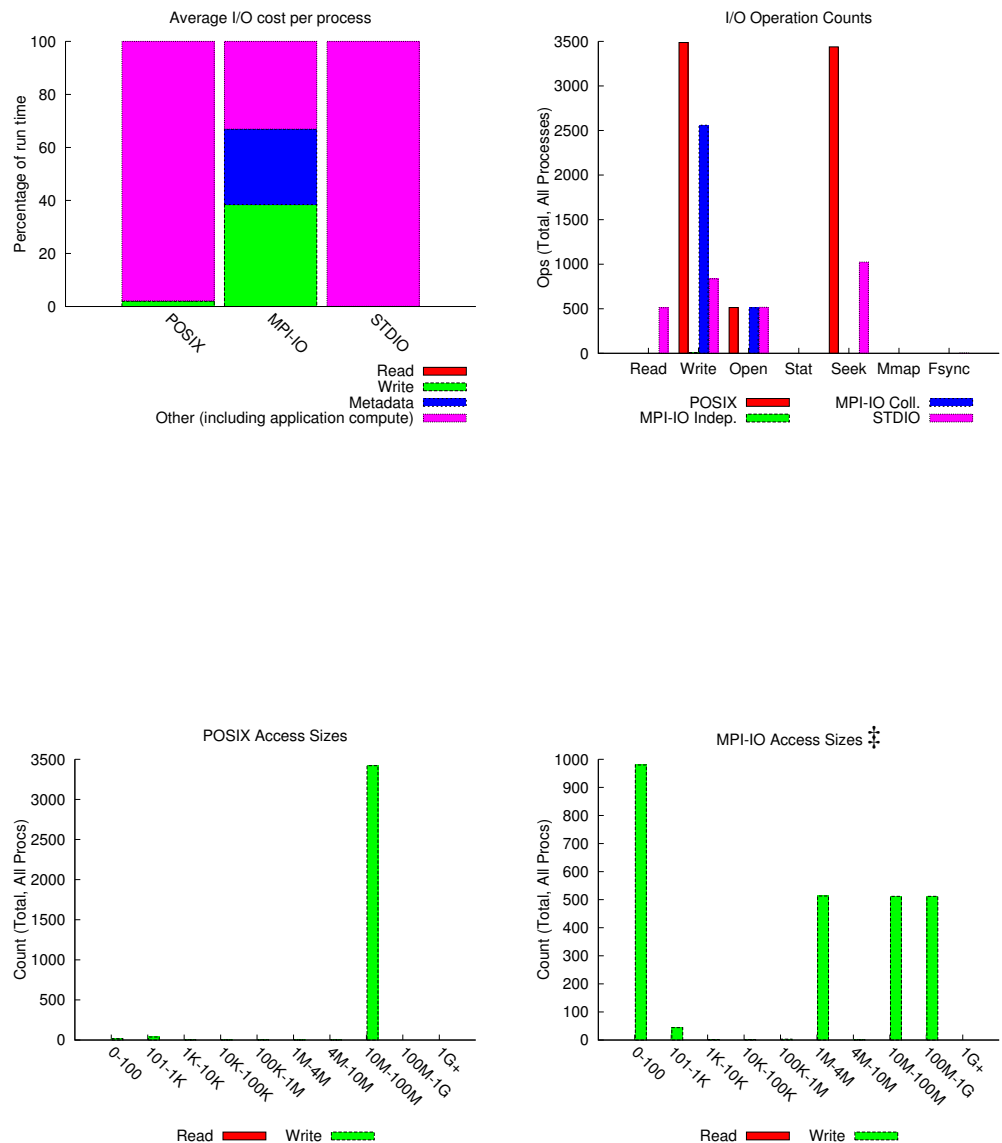 Average I/O cost per process
100
80
60
40
20
0
Percentage of run time
POSIX
MPI-IO
STDIO
Read
Write
Metadata
Other (including application compute)
I/O Operation Counts
3500
3000
2500
2000
1500
1000
500
0
Ops (Total, All Processes)
Read Write Open Stat Seek Mmap Fsync
POSIX
MPI-IO Indep.
MPI-IO Coll.
STDIO
POSIX Access Sizes
3500
3000
2500
2000
1500
1000
500
0
Count (Total, All Procs)
0-100
101-1K
1K-10K
10K-100K
100K-1M
1M-4M
4M-10M
10M-100M
100M-1G
1G+
Read Write
MPI-IO Access Sizes ‡
1000
900
800
700
600
500
400
300
200
100
0
Count (Total, All Procs)
0-100
101-1K
1K-10K
10K-100K
100K-1M
1M-4M
4M-10M
10M-100M
100M-1G
1G+
Read Write